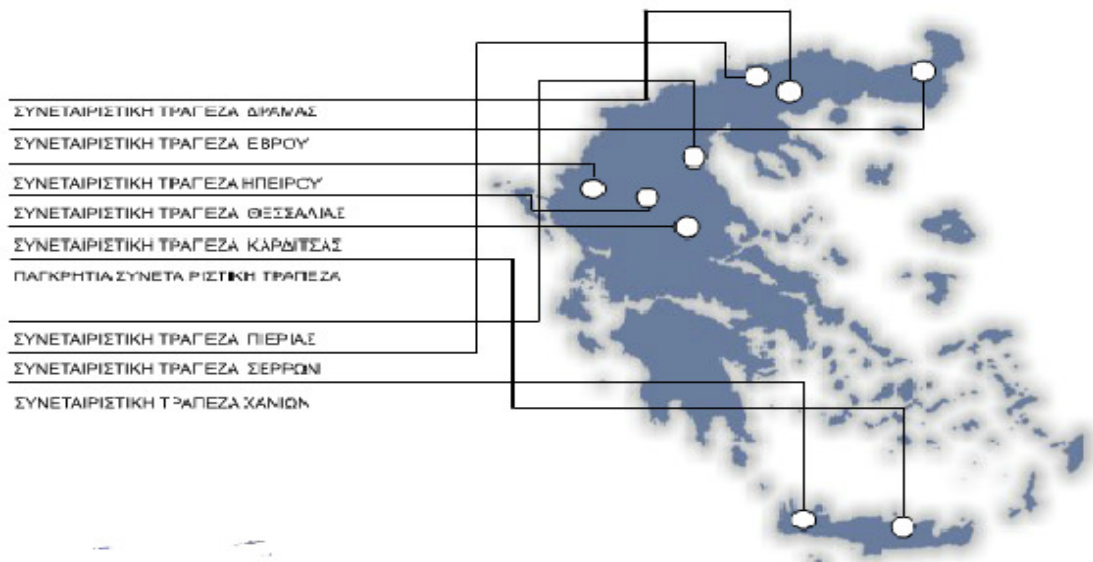 ΣΥΝΕΤΑΙΡΙΣΤΙΚΗ ΤΡΑΠΕΖΑ ΔΡΑΜΑΣ
ΣΥΝΕΤΑΙΡΙΣΤΙΚΗ ΤΡΑΠΕΖΑ ΕΒΡΟΥ
ΣΥΝΕΤΑΙΡΙΣΤΙΚΗ ΤΡΑΠΕΖΑ ΗΠΕΙΡΟΥ
ΣΥΝΕΤΑΙΡΙΣΤΙΚΗ ΤΡΑΠΕΖΑ ΘΕΣΣΑΛΙΑΣ
ΣΥΝΕΤΑΙΡΙΣΤΙΚΗ ΤΡΑΠΕΖΑ ΚΑΡΔΙΤΣΑΣ
ΠΑΓΚΡΗΤΙΑ ΣΥΝΕΤΑΙΡΙΣΤΙΚΗ ΤΡΑΠΕΖΑ
ΣΥΝΕΤΑΙΡΙΣΤΙΚΗ ΤΡΑΠΕΖΑ ΠΙΕΡΙΑΣ
ΣΥΝΕΤΑΙΡΙΣΤΙΚΗ ΤΡΑΠΕΖΑ ΣΕΡΡΩΝ
ΣΥΝΕΤΑΙΡΙΣΤΙΚΗ ΤΡΑΠΕΖΑ ΧΑΝΙΩΝ